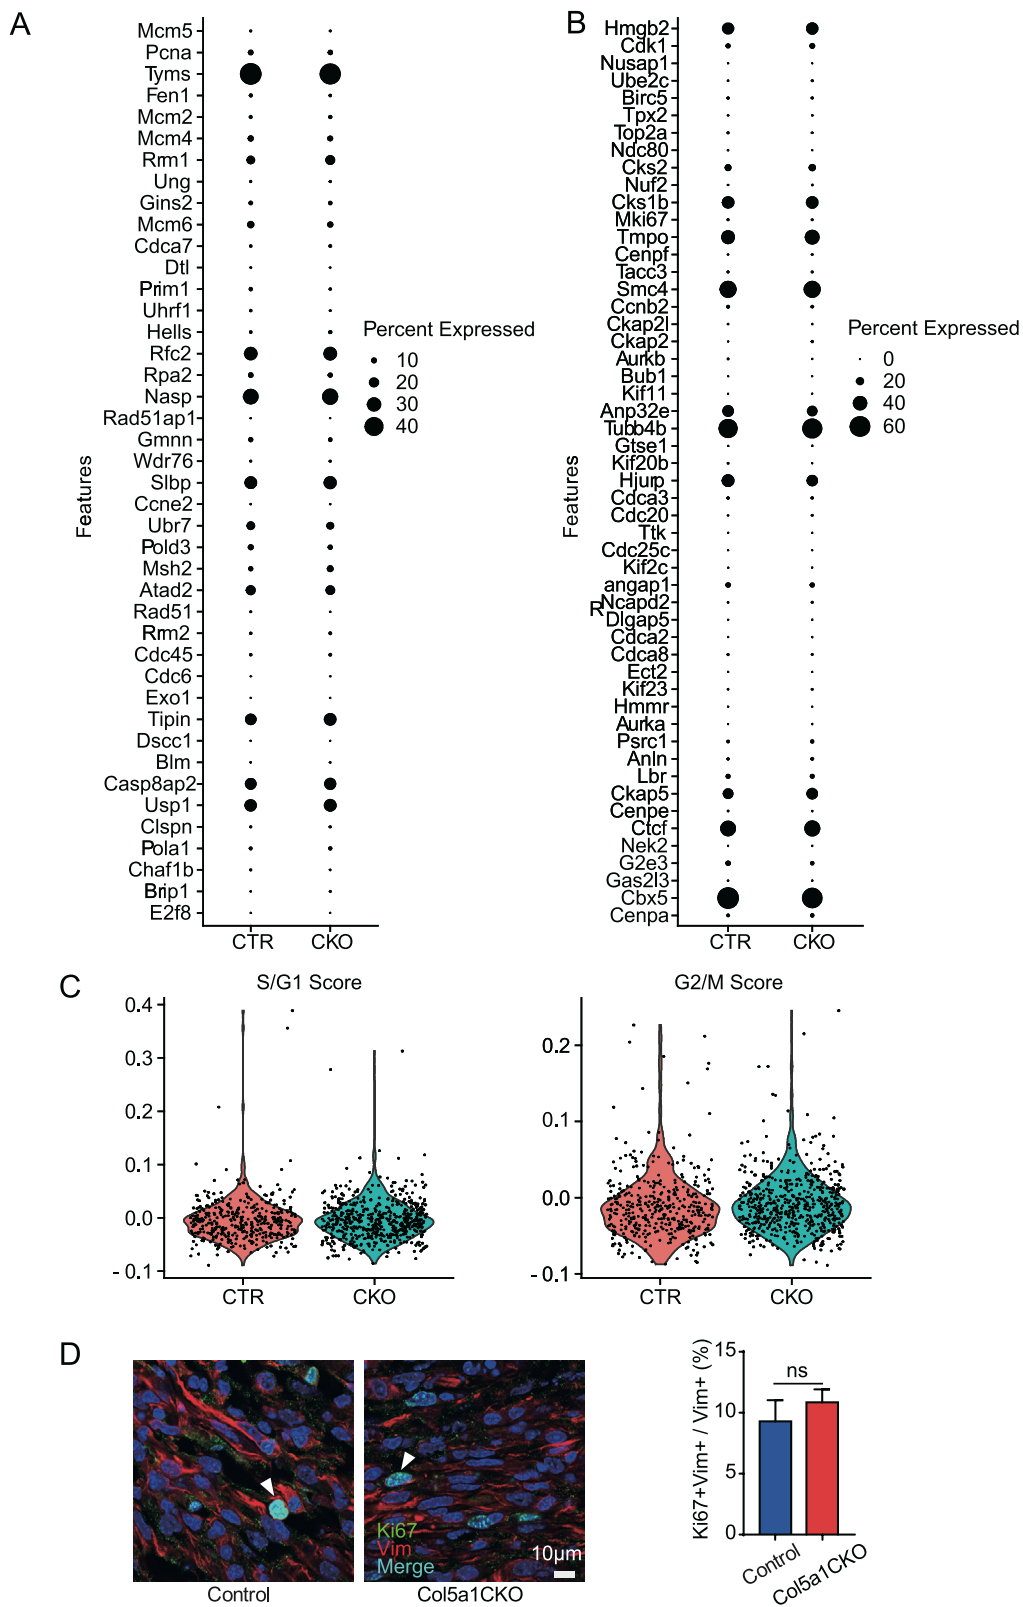 A
Mcm5
Pcna
Tyms
Fen1
Mcm2
Mcm4
Rrm1
Ung
Gins2
Mcm6
Cdca7
Dtl
Prim1
Uhrf1
Hells
Rfc2
Rpa2
Nasp
Rad51ap1
Gmnn
Wdr76
Slbp
Ccne2
Ubr7
Pold3
Msh2
Atad2
Rad51
Rrm2
Cdc45
Cdc6
Exo1
Tipin
Dscc1
Blm
Casp8ap2
Usp1
Clspn
Pola1
Chaf1b
Brip1
E2f8
Features
CTR CKO
Percent Expressed
10
20
30
40
B
Hmgb2
Cdk1
Nusap1
Ube2c
Birc5
Tpx2
Top2a
Ndc80
Cks2
Nuf2
Cks1b
Mki67
Tmpo
Cenpf
Tacc3
Smc4
Ccnb2
Ckap2l
Ckap2
Aurkb
Bub1
Kif11
Anp32e
Tubb4b
Gtse1
Kif20b
Hjurp
Cdca3
Cdc20
Ttk
Cdc25c
Kif2c
angap1
R
Ncapd2
Dlgap5
Cdca2
Cdca8
Ect2
Kif23
Hmmr
Aurka
Psrc1
Anln
Lbr
Ckap5
Cenpe
Ctcf
Nek2
G2e3
Gas2l3
Cbx5
Cenpa
Features
CTR CKO
Percent Expressed
0
20
40
60
C
S/G1 Score
0.4
0.3
0.2
0.1
0.0
-0.1
CTR CKO
G2/M Score
0.2
0.1
0.0
-0.1
CTR CKO
D
Ki67
Vim
Merge
10μm
Control
Col5a1CKO
Ki67+Vim+ / Vim+ (%)
15
10
5
0
ns
Control
Col5a1CKO